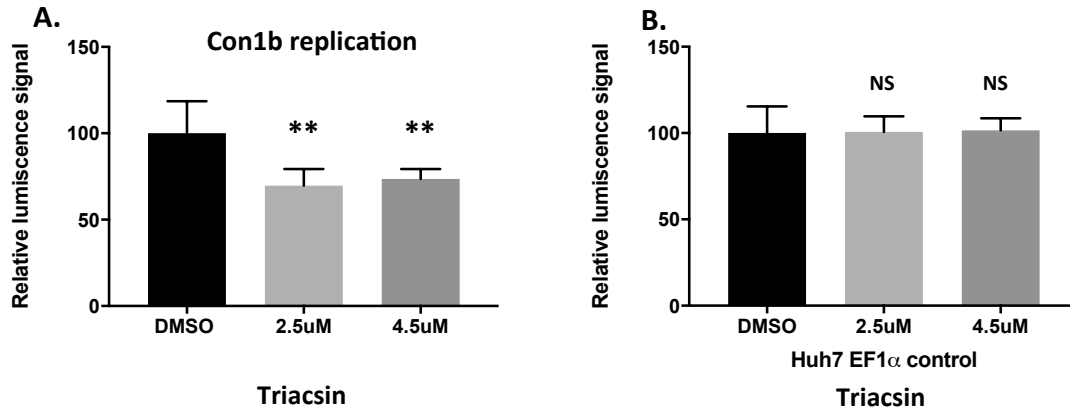 A.
Con1b replication
Relative lumiscence signal
150
100
50
0
** **
DMSO 2.5uM 4.5uM
Triacsin
B.
Relative lumiscence signal
150
100
50
0
NS NS
DMSO 2.5uM 4.5uM
Huh7 EF1α control
Triacsin